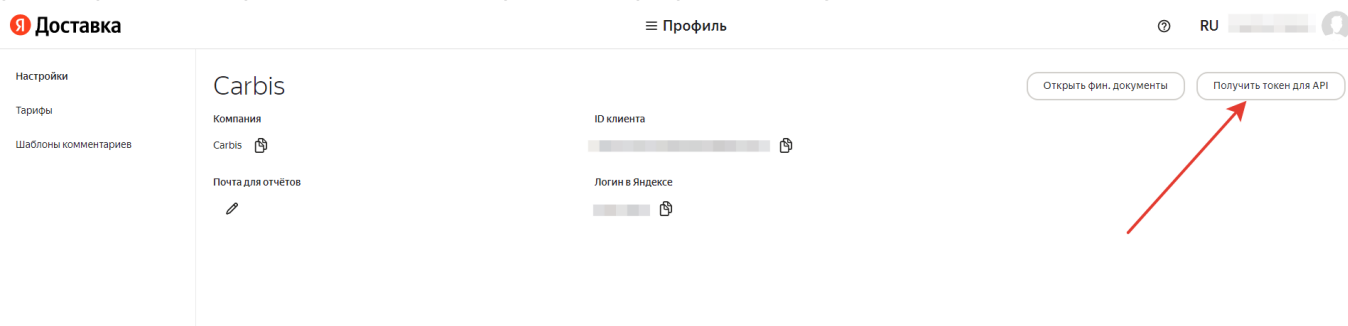 Я Доставка
Профиль
RU
Настройки
Тарифы
Шаблоны комментариев
Carbis
Открыть фин. документы
Получить токен для API
Компания
ID клиента
Carbis
Почта для отчётов
Логин в Яндексе